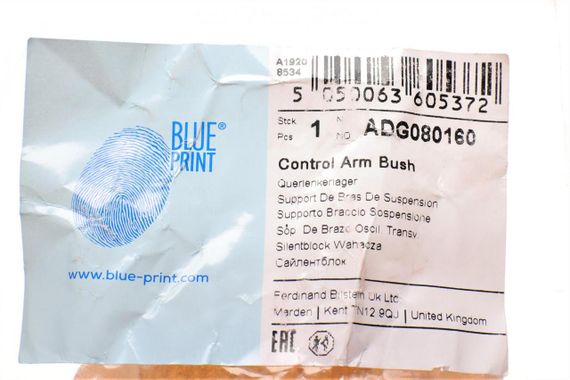 BLUE®
PRINT
www.blue-print.com
A1920
8534
5 050063 605372
Stck
Pcs 1 N
NO ADG080160
Control Arm Bush
Querlenkerlager
Support De Bras De Suspension
Supporto Braccio Sospensione
Sop. De Brazo Oscil. Transv.
Silentblock Wahacza
Сайлентблок
Ferdinand Bilstein Uk Ltd
Marden | Kent TN12 9QJ | United Kingdom
EAC